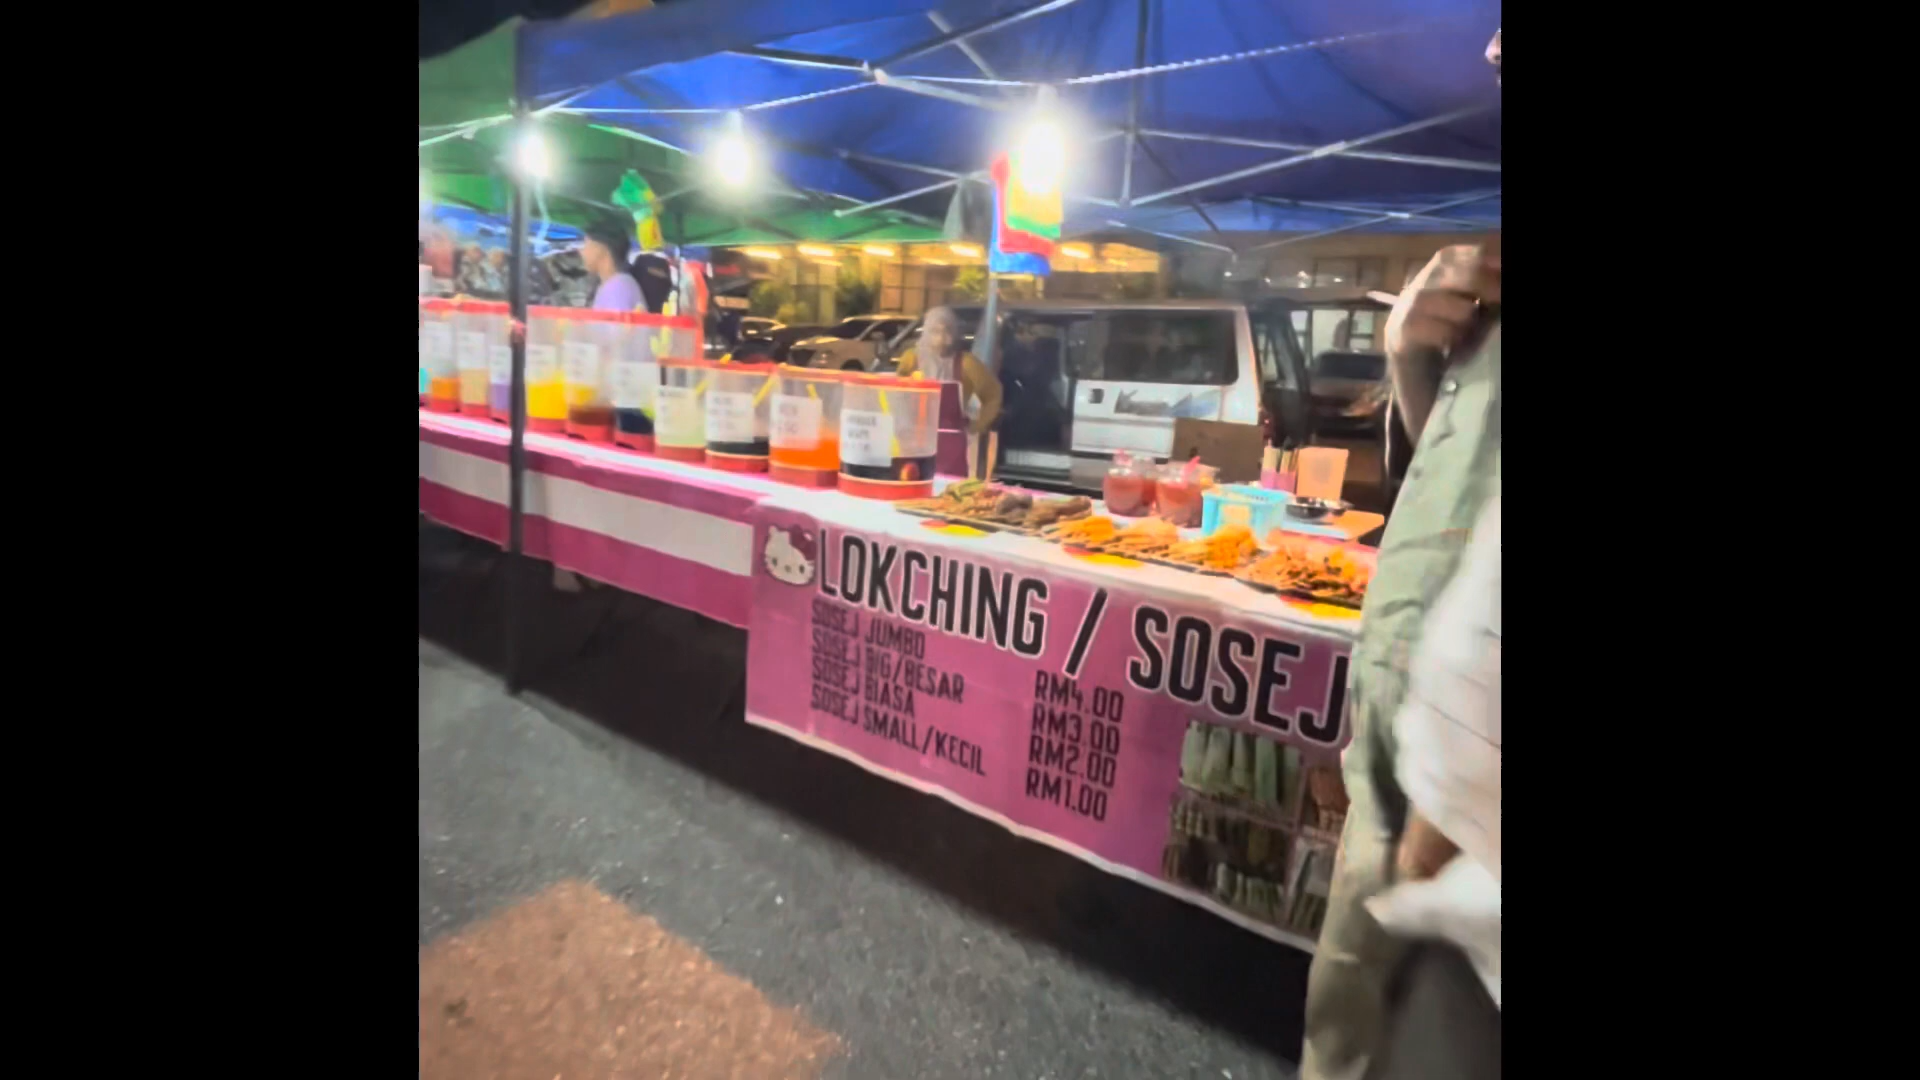 LOKCHING / SOSEJ
SOSEJ JUMBO RM4.00
SOSEJ BIG/BESAR RM3.00
SOSEJ BIASA RM2.00
SOSEJ SMALL/KECIL RM1.00